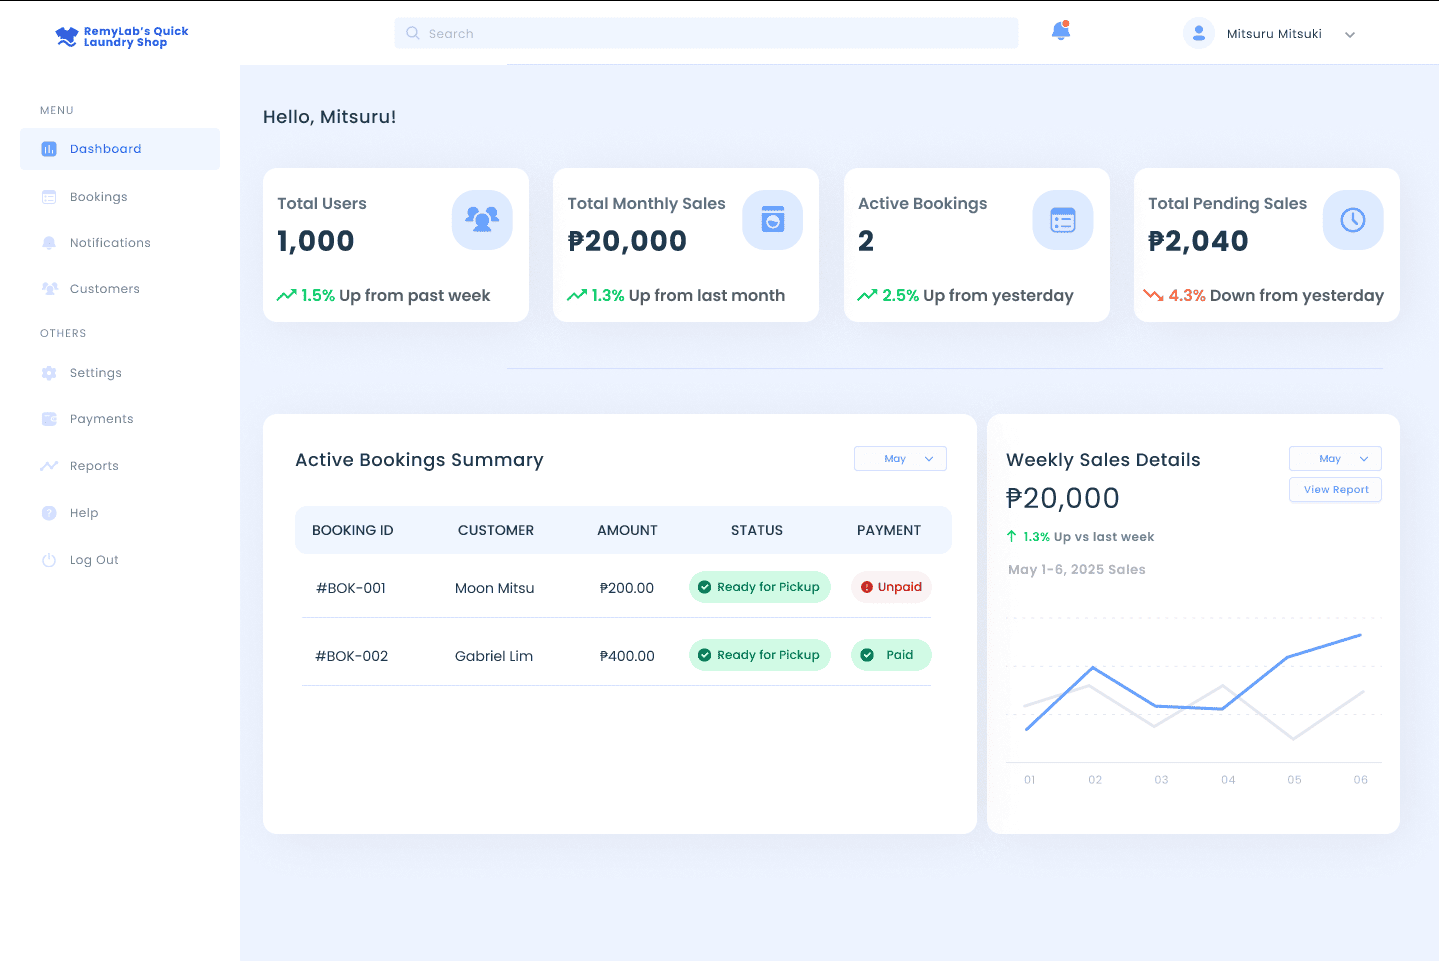 RemyLab's Quick
Laundry Shop
Search
Mitsuru Mitsuki
MENU
Dashboard
Bookings
Notifications
Customers
OTHERS
Settings
Payments
Reports
Help
Log Out
Hello, Mitsuru!
Total Users
1,000
1.5% Up from past week
Total Monthly Sales
₱20,000
1.3% Up from last month
Active Bookings
2
2.5% Up from yesterday
Total Pending Sales
₱2,040
4.3% Down from yesterday
Active Bookings Summary
May
BOOKING ID CUSTOMER AMOUNT STATUS PAYMENT
#BOK-001 Moon Mitsu ₱200.00 Ready for Pickup Unpaid
#BOK-002 Gabriel Lim ₱400.00 Ready for Pickup Paid
Weekly Sales Details
May
₱20,000
View Report
1.3% Up vs last week
May 1-6, 2025 Sales
01 02 03 04 05 06